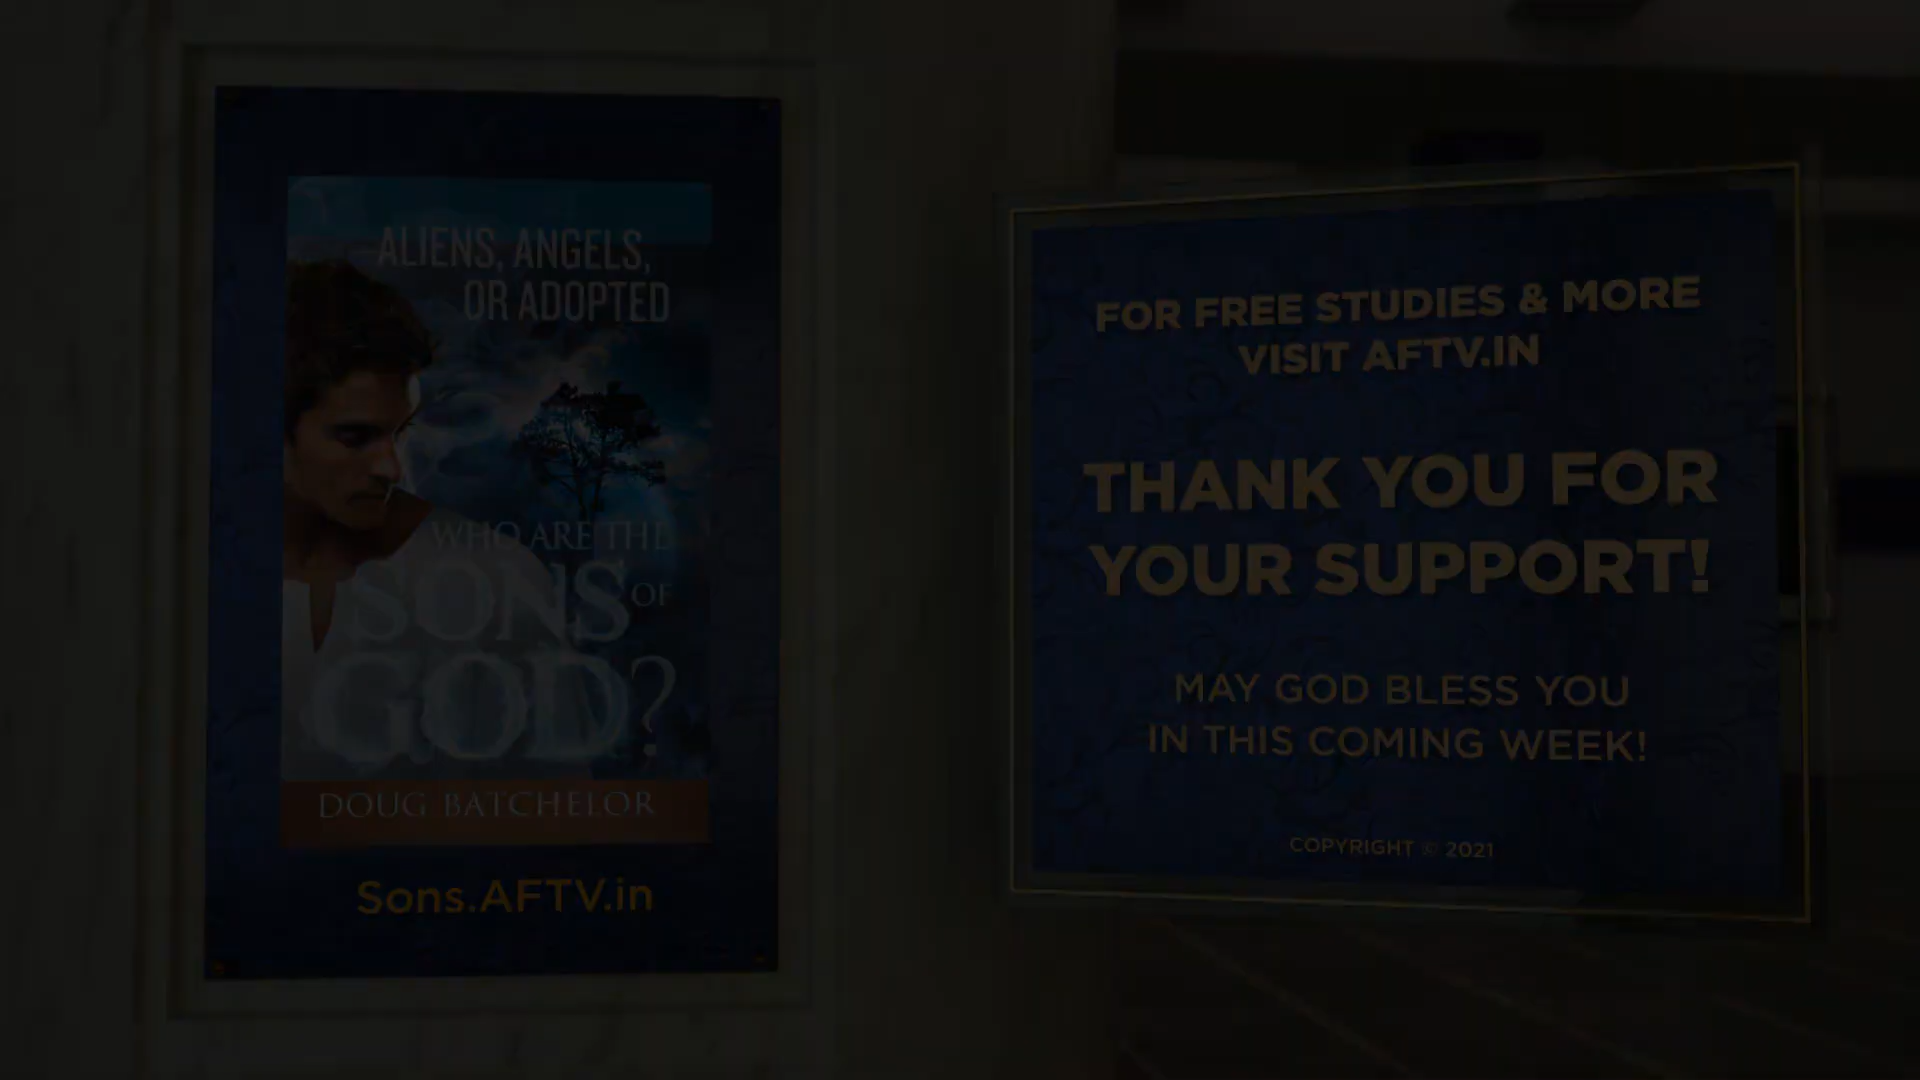 ALIENS, ANGELS,
OR ADOPTED
WHO ARE THE
SONS OF
GOD?
DOUG BATCHELOR
Sons.AFTV.in
FOR FREE STUDIES & MORE
VISIT AFTV.IN
THANK YOU FOR
YOUR SUPPORT!
MAY GOD BLESS YOU
IN THIS COMING WEEK!
COPYRIGHT © 2021